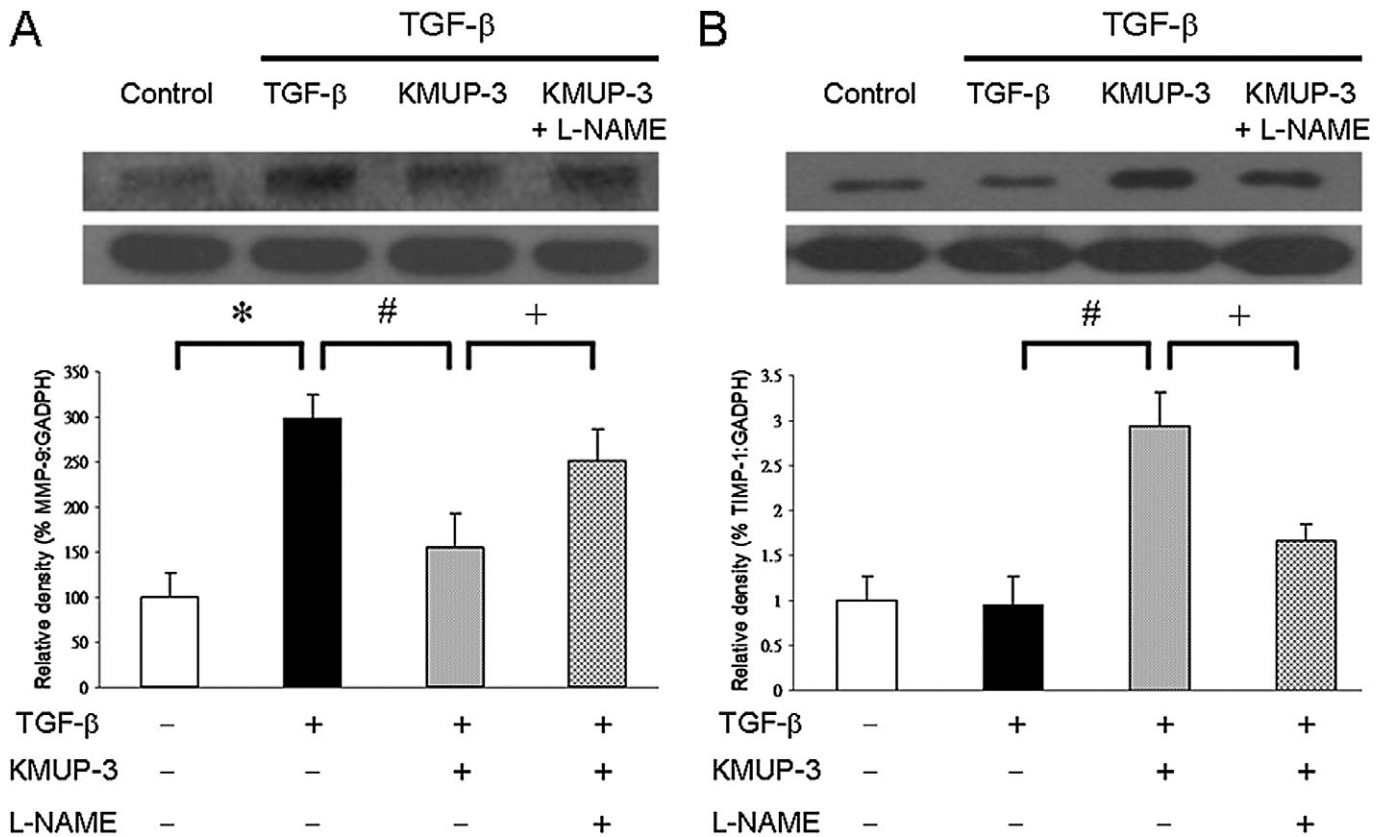 A
TGF-β
Control TGF-β KMUP-3 KMUP-3
+ L-NAME
* # +
Relative density (% MMP-9:GADPH)
350
300
250
200
150
100
50
0
TGF-β – + + +
KMUP-3 – – + +
L-NAME – – – +
B
TGF-β
Control TGF-β KMUP-3 KMUP-3
+ L-NAME
# +
Relative density (% TIMP-1:GADPH)
3.5
3
2.5
2
1.5
1
0.5
0
TGF-β – + + +
KMUP-3 – – + +
L-NAME – – – +